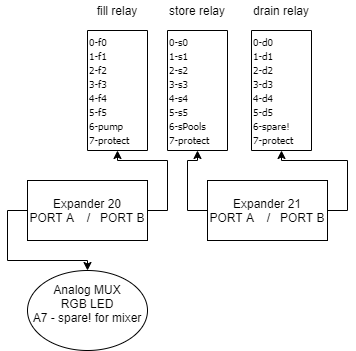 fill relay
store relay
drain relay
0-f0
1-f1
2-f2
3-f3
4-f4
5-f5
6-pump
7-protect
0-s0
1-s1
2-s2
3-s3
4-s4
5-s5
6-sPools
7-protect
0-d0
1-d1
2-d2
3-d3
4-d4
5-d5
6-spare!
7-protect
Expander 20
PORT A / PORT B
Expander 21
PORT A / PORT B
Analog MUX
RGB LED
A7 - spare! for mixer